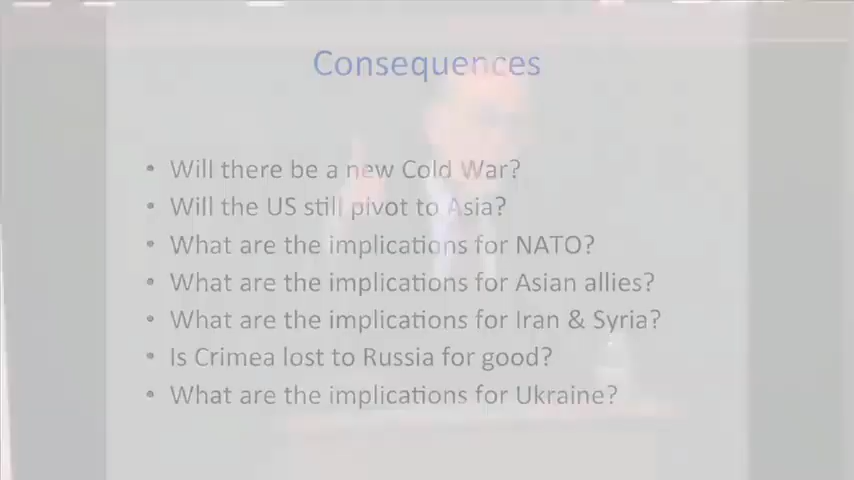 Consequences
• Will there be a new Cold War?
• Will the US still pivot to Asia?
• What are the implications for NATO?
• What are the implications for Asian allies?
• What are the implications for Iran & Syria?
• Is Crimea lost to Russia for good?
• What are the implications for Ukraine?